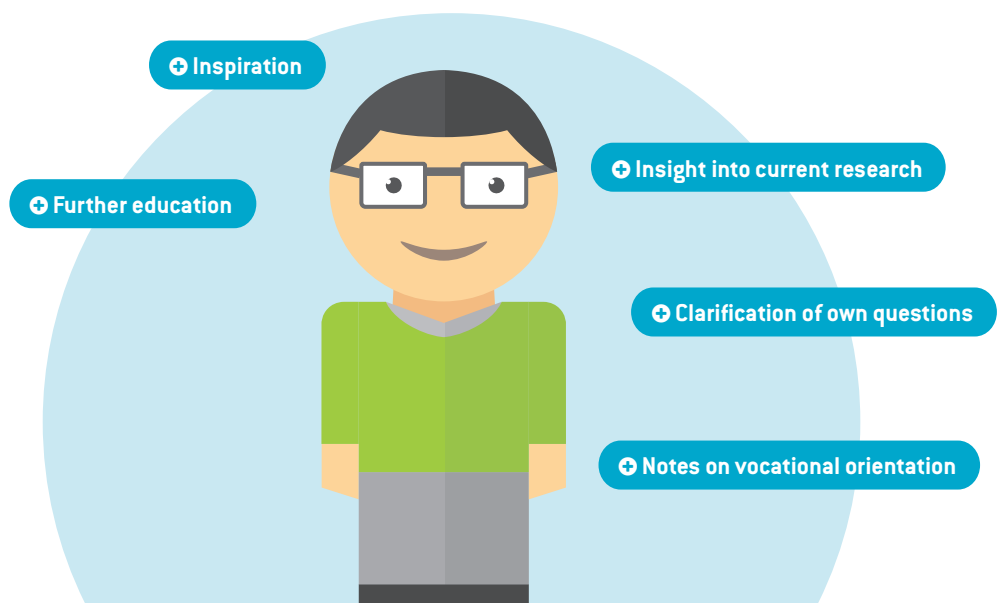 Inspiration
Insight into current research
Further education
Clarification of own questions
Notes on vocational orientation